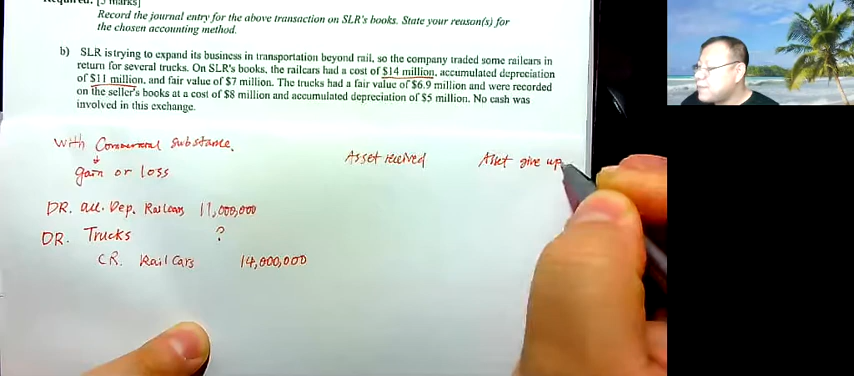 Required: [5 marks]
Record the journal entry for the above transaction on SLR's books. State your reason(s) for
the chosen accounting method.
b) SLR is trying to expand its business in transportation beyond rail, so the company traded some railcars in
return for several trucks. On SLR's books, the railcars had a cost of $14 million, accumulated depreciation
of $11 million, and fair value of $7 million. The trucks had a fair value of $6.9 million and were recorded
on the seller's books at a cost of $8 million and accumulated depreciation of $5 million. No cash was
involved in this exchange.
With Commercial Substance.
gain or loss
Asset received Asset give up
DR. all. Dep. Railcars 11,000,000
DR. Trucks ?
CR. Rail Cars 14,000,000